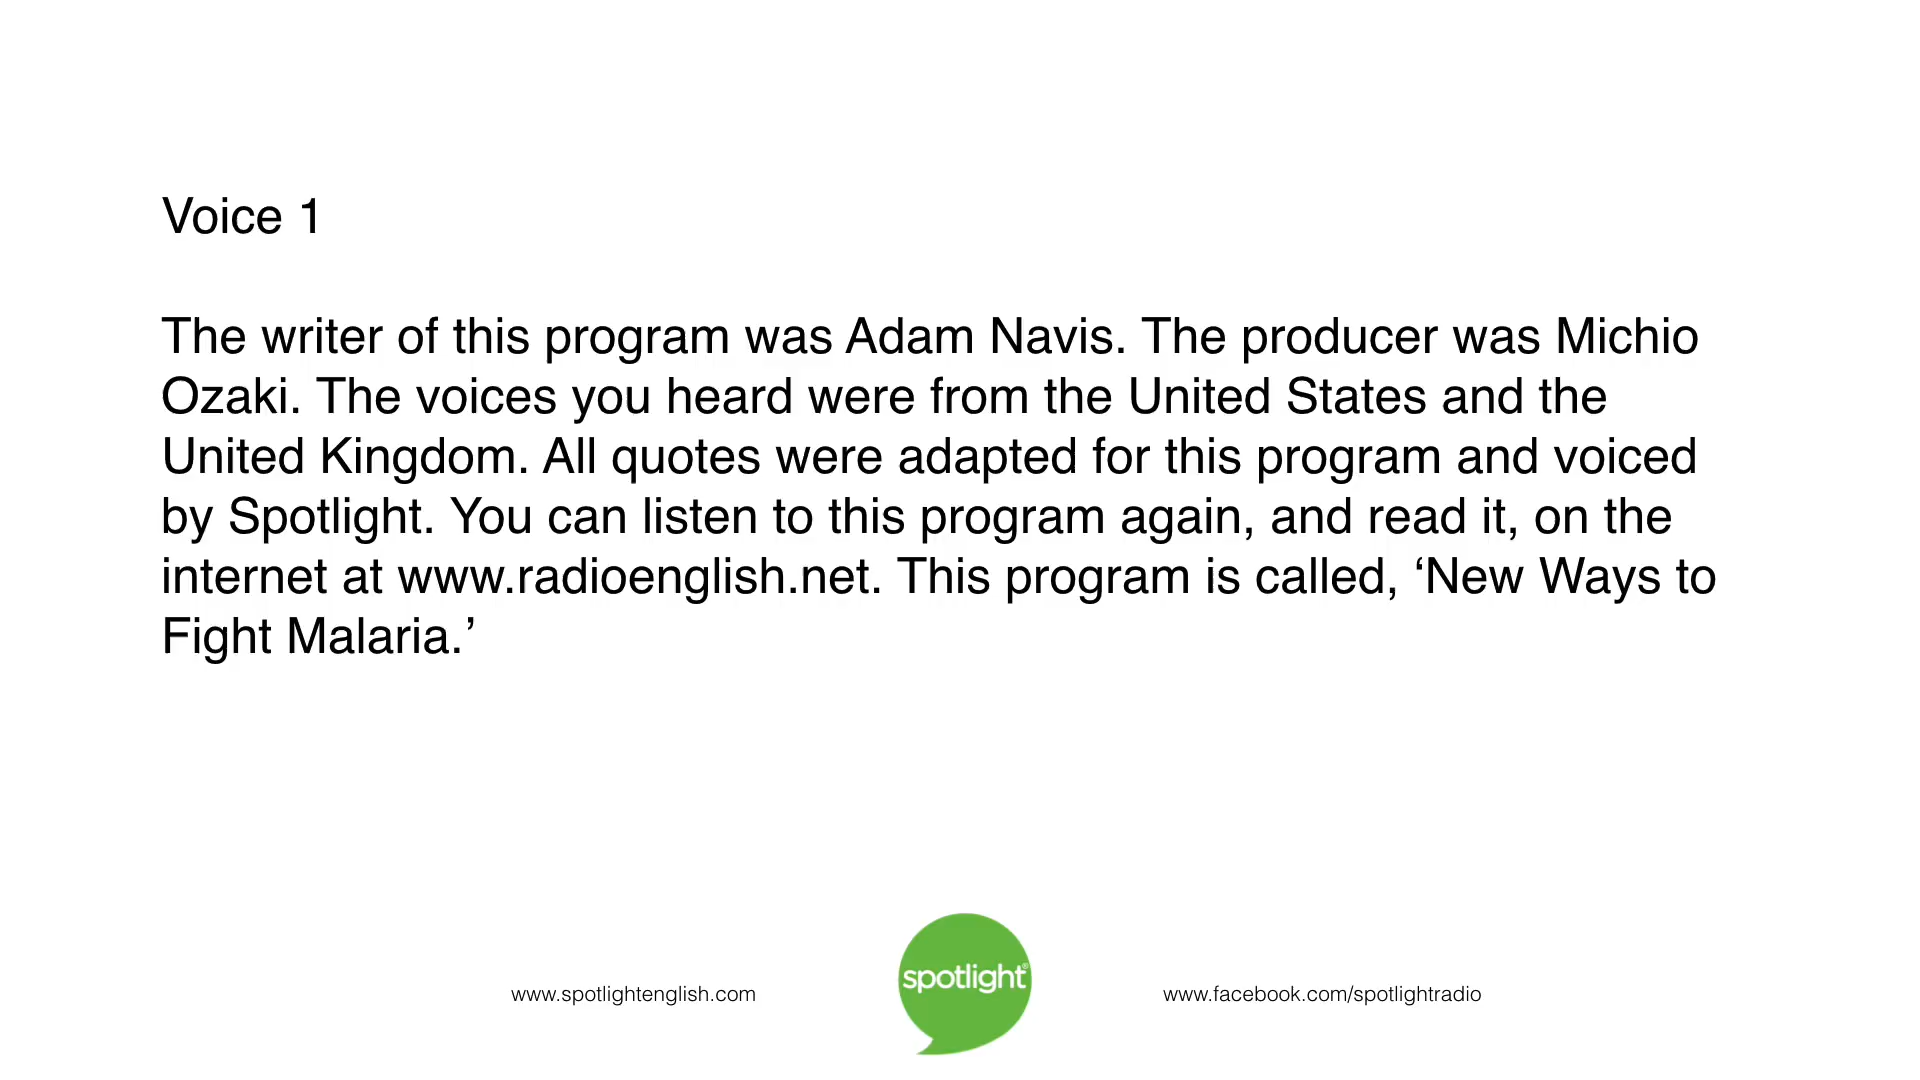 Voice 1
The writer of this program was Adam Navis. The producer was Michio
Ozaki. The voices you heard were from the United States and the
United Kingdom. All quotes were adapted for this program and voiced
by Spotlight. You can listen to this program again, and read it, on the
internet at www.radioenglish.net. This program is called, ‘New Ways to
Fight Malaria.’
www.spotlightenglish.com
spotlight®
www.facebook.com/spotlightradio